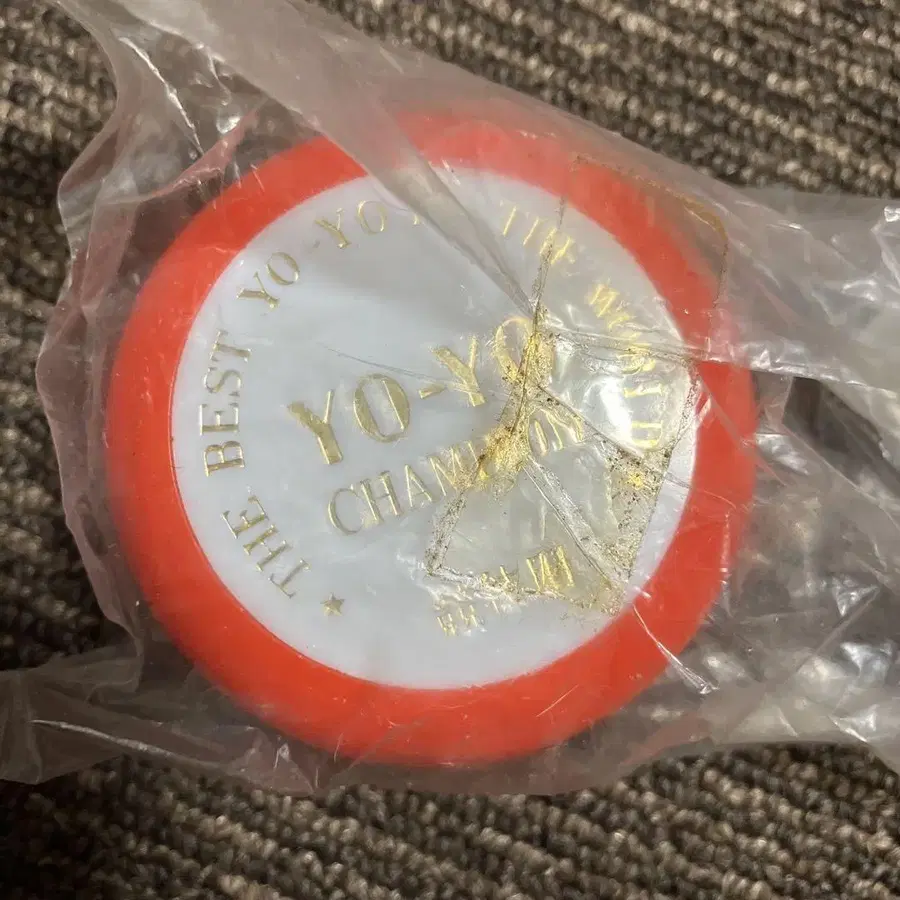 THE BEST YO-YO IN THE WORLD
YO-YO
CHAMPION